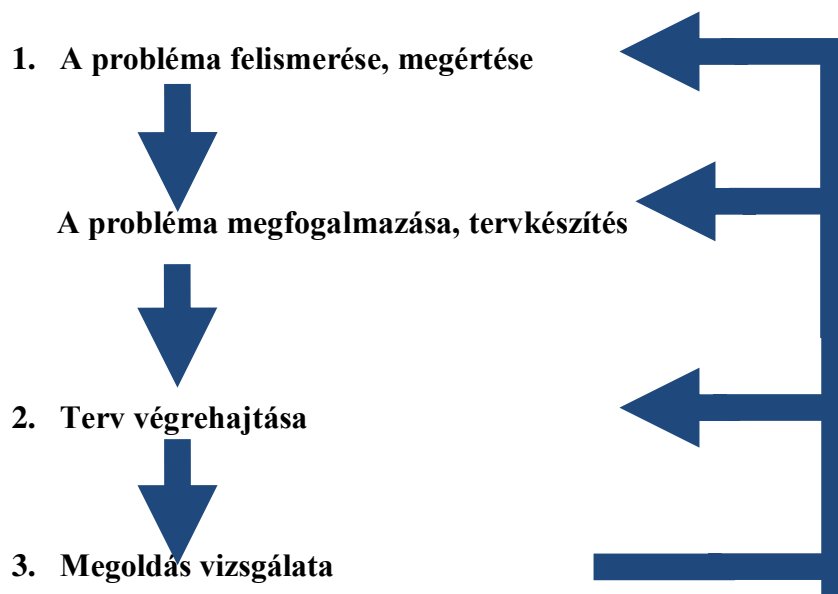 1. A probléma felismerése, megértése
A probléma megfogalmazása, tervkészítés
2. Terv végrehajtása
3. Megoldás vizsgálata